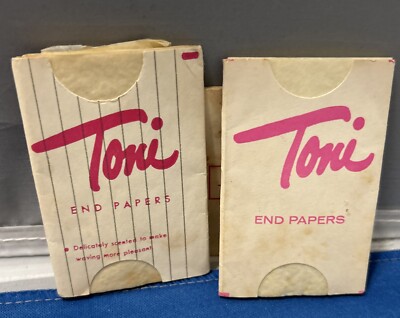 Toni
END PAPERS
• Delicately scented to make
waving more pleasant
Toni
END PAPERS